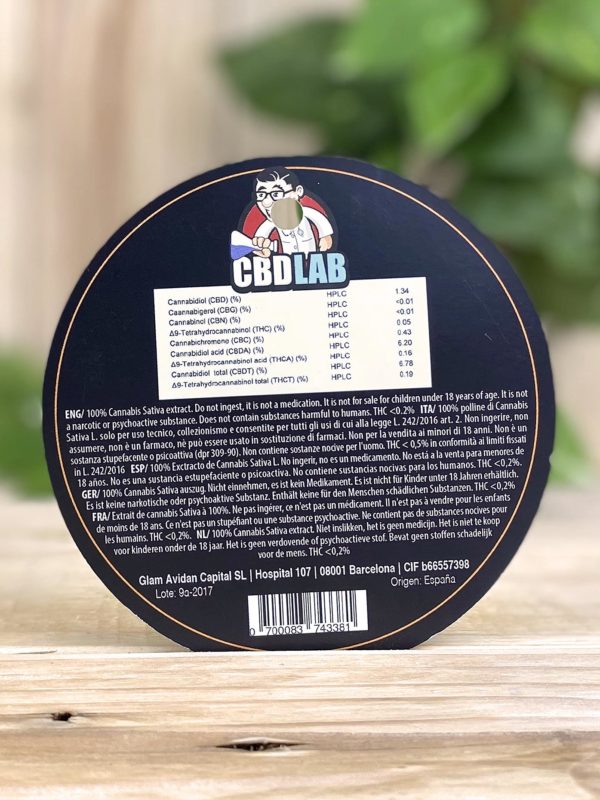 CBDLAB
Cannabidiol (CBD) (%) HPLC 1.34
Caannabigerol (CBG) (%) HPLC <0.01
Cannabinol (CBN) (%) HPLC <0.01
Δ9-Tetrahydrocannabinol (THC) (%) HPLC 0.05
Cannabichromene (CBC) (%) HPLC 0.43
Cannabidiol acid (CBDA) (%) HPLC 6.20
Δ9-Tetrahydrocannabinol acid (THCA) (%) HPLC 0.16
Cannabidiol total (CBDT) (%) HPLC 6.78
Δ9-Tetrahydrocannabinol total (THCT) (%) HPLC 0.19
ENG/ 100% Cannabis Sativa extract. Do not ingest, it is not a medication. It is not for sale for children under 18 years of age. It is not
a narcotic or psychoactive substance. Does not contain substances harmful to humans. THC <0.2% ITA/ 100% polline di Cannabis
Sativa L. solo per uso tecnico, collezionismo e consentite per tutti gli usi di cui alla legge L. 242/2016 art. 2. Non ingerire, non
assumere, non è un farmaco, nè può essere usato in sostituzione di farmaci. Non per la vendita ai minori di 18 anni. Non è un
sostanza stupefacente o psicoattiva (dpr 309-90). Non contiene sostanze nocive per l'uomo. THC < 0,5% in conformità ai limiti fissati
in L. 242/2016 ESP/ 100% Exctracto de Cannabis Sativa L. No ingerir, no es un medicamento. No está a la venta para menores de
18 años. No es una sustancia estupefaciente o psicoactiva. No contiene sustancias nocivas para los humanos. THC <0,2%.
GER/ 100% Cannabis Sativa auszug. Nicht einnehmen, es ist kein Medikament. Es ist nicht für Kinder unter 18 Jahren erhältlich.
Es ist keine narkotische oder psychoaktive Substanz. Enthält keine für den Menschen schädlichen Substanzen. THC <0,2%
FRA/ Extrait de cannabis Sativa à 100%. Ne pas ingérer, ce n'est pas un médicament. Il n'est pas à vendre pour les enfants
de moins de 18 ans. Ce n'est pas un stupéfiant ou une substance psychoactive. Ne contient pas de substances nocives pour
les humains. THC <0,2%. NL/ 100% Cannabis Sativa extract. Niet inslikken, het is geen medicijn. Het is niet te koop
voor kinderen onder de 18 jaar. Het is geen verdovende of psychoactieve stof. Bevat geen stoffen schadelijk
voor de mens. THC <0,2%
Glam Avidan Capital SL | Hospital 107 | 08001 Barcelona | CIF b66557398
Lote: 9a-2017 Origen: España
0 700083 743381